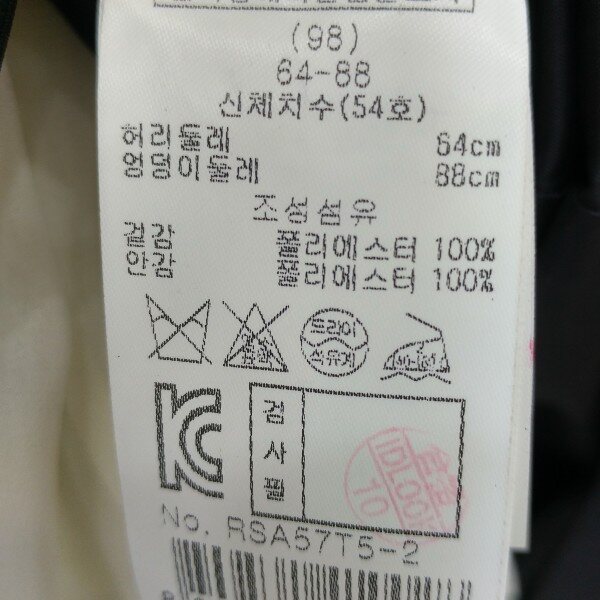 (98)
64-88
신체치수(54호)
허리둘레 64cm
엉덩이둘레 88cm
조성섬유
겉감 폴리에스터 100%
안감 폴리에스터 100%
드라이
석유계
검사필
10
No. RSA57T5-2